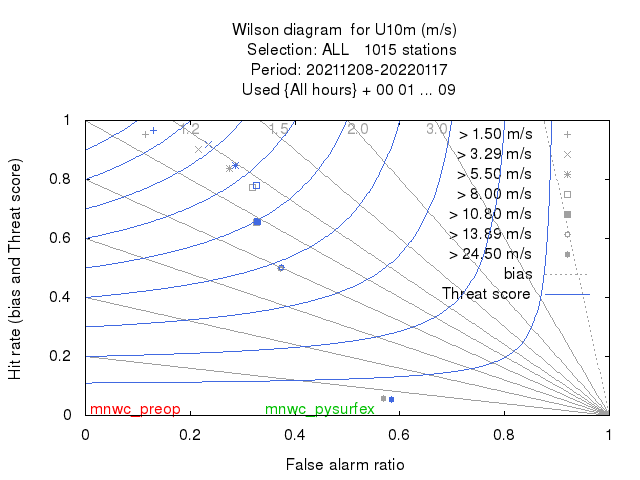 Wilson diagram  for U10m (m/s)
Selection: ALL   1015 stations
Period: 20211208-20220117
Used {All hours} + 00 01 ... 09
Hit rate (bias and Threat score)
1
0.8
0.6
0.4
0.2
0
1.2
1.5
2.0
3.0
> 1.50 m/s
> 3.29 m/s
> 5.50 m/s
> 8.00 m/s
> 10.80 m/s
> 13.89 m/s
> 24.50 m/s
bias
Threat score
mnwc_preop
mnwc_pysurfex
0 0.2 0.4 0.6 0.8 1
False alarm ratio